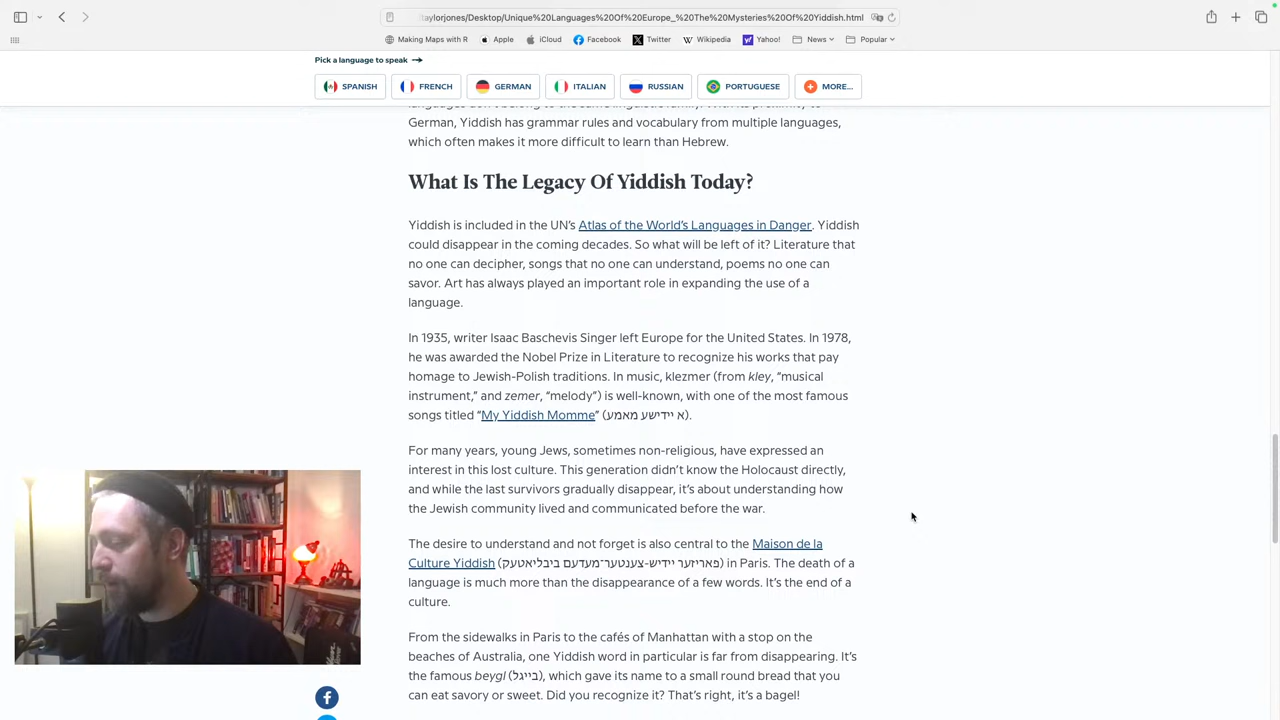 taylorjones/Desktop/Unique%20Languages%20Of%20Europe_%20The%20Mysteries%20Of%20Yiddish.html
Making Maps with R Apple iCloud Facebook Twitter Wikipedia Yahoo! News Popular
Pick a language to speak
SPANISH FRENCH GERMAN ITALIAN RUSSIAN PORTUGUESE MORE...
German, Yiddish has grammar rules and vocabulary from multiple languages,
which often makes it more difficult to learn than Hebrew.
What Is The Legacy Of Yiddish Today?
Yiddish is included in the UN's Atlas of the World's Languages in Danger. Yiddish
could disappear in the coming decades. So what will be left of it? Literature that
no one can decipher, songs that no one can understand, poems no one can
savor. Art has always played an important role in expanding the use of a
language.
In 1935, writer Isaac Baschevis Singer left Europe for the United States. In 1978,
he was awarded the Nobel Prize in Literature to recognize his works that pay
homage to Jewish-Polish traditions. In music, klezmer (from kley, "musical
instrument," and zemer, "melody") is well-known, with one of the most famous
songs titled "My Yiddish Momme" (א ייִדישע מאמע).
For many years, young Jews, sometimes non-religious, have expressed an
interest in this lost culture. This generation didn't know the Holocaust directly,
and while the last survivors gradually disappear, it's about understanding how
the Jewish community lived and communicated before the war.
The desire to understand and not forget is also central to the Maison de la
Culture Yiddish (פאריזער יידיש-צענטער־מעדעם ביבליאטעק) in Paris. The death of a
language is much more than the disappearance of a few words. It's the end of a
culture.
From the sidewalks in Paris to the cafés of Manhattan with a stop on the
beaches of Australia, one Yiddish word in particular is far from disappearing. It's
the famous beygl (בייגל), which gave its name to a small round bread that you
can eat savory or sweet. Did you recognize it? That's right, it's a bagel!